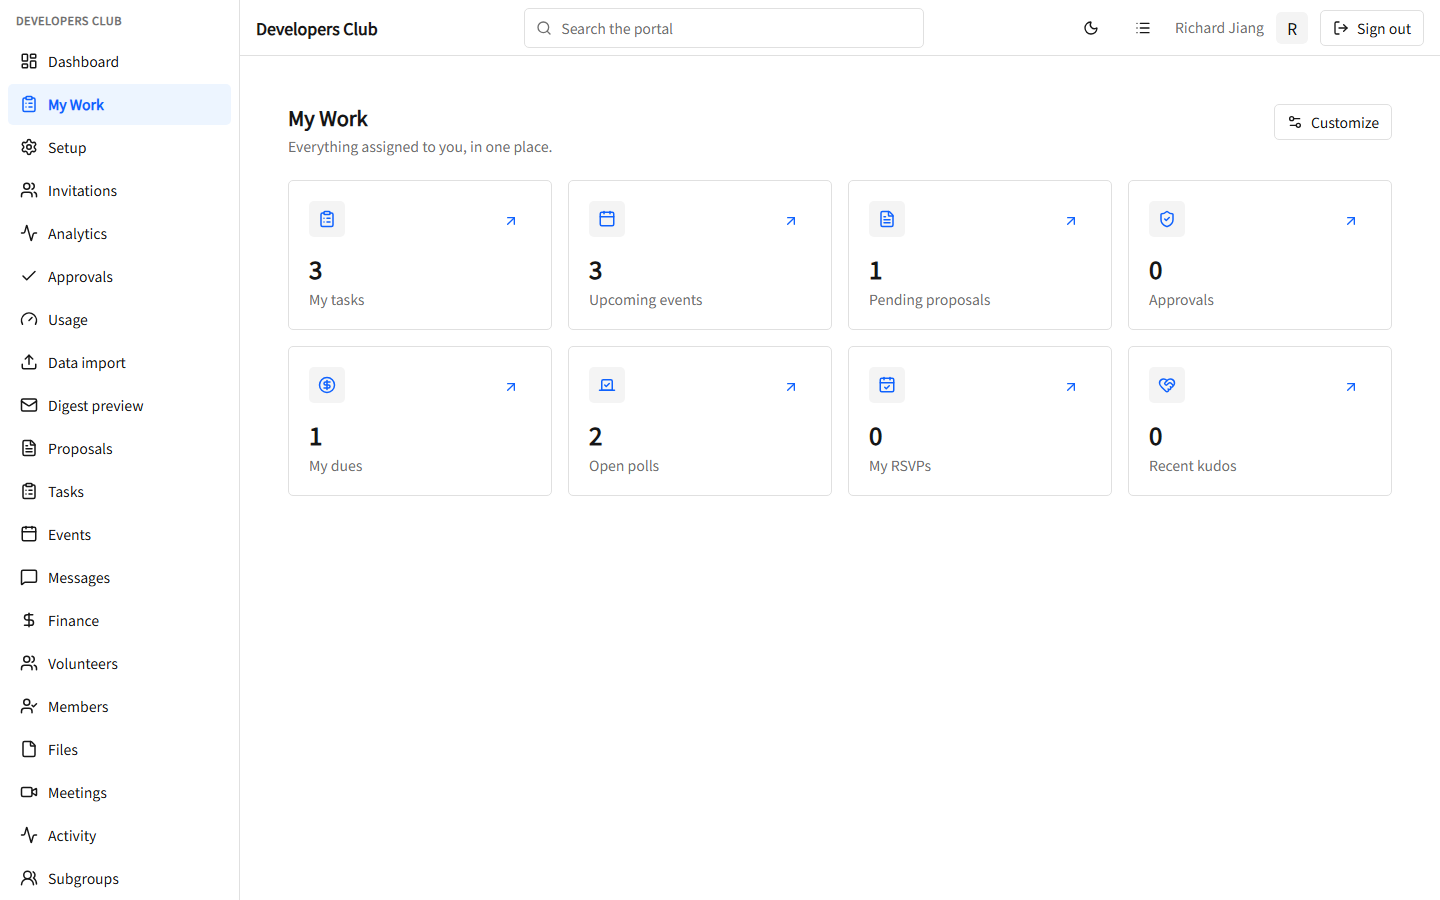 DEVELOPERS CLUB
Dashboard
My Work
Setup
Invitations
Analytics
Approvals
Usage
Data import
Digest preview
Proposals
Tasks
Events
Messages
Finance
Volunteers
Members
Files
Meetings
Activity
Subgroups
Developers Club
Search the portal
Richard Jiang
R
Sign out
My Work
Everything assigned to you, in one place.
Customize
3
My tasks
3
Upcoming events
1
Pending proposals
0
Approvals
1
My dues
2
Open polls
0
My RSVPs
0
Recent kudos